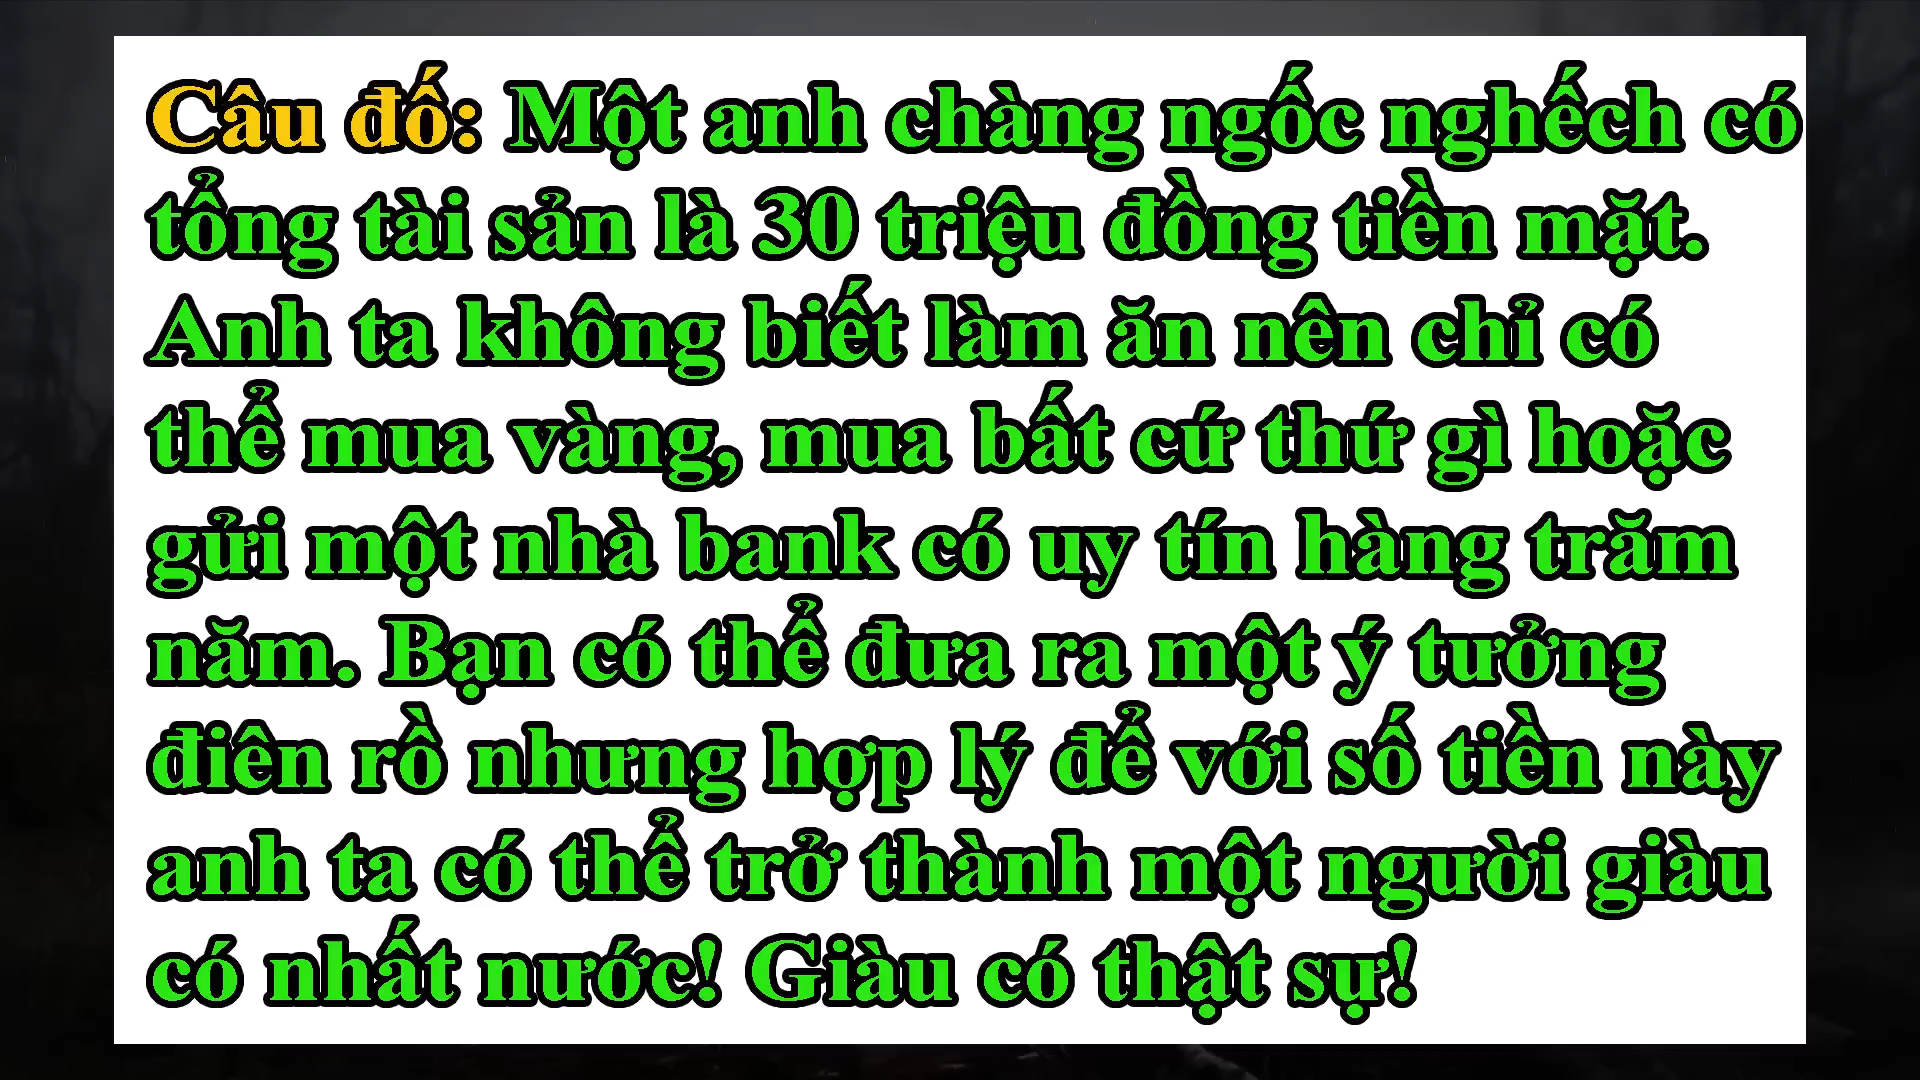 Câu đố: Một anh chàng ngốc nghếch có
tổng tài sản là 30 triệu đồng tiền mặt.
Anh ta không biết làm ăn nên chỉ có
thể mua vàng, mua bất cứ thứ gì hoặc
gửi một nhà bank có uy tín hàng trăm
năm. Bạn có thể đưa ra một ý tưởng
điên rồ nhưng hợp lý để với số tiền này
anh ta có thể trở thành một người giàu
có nhất nước! Giàu có thật sự!